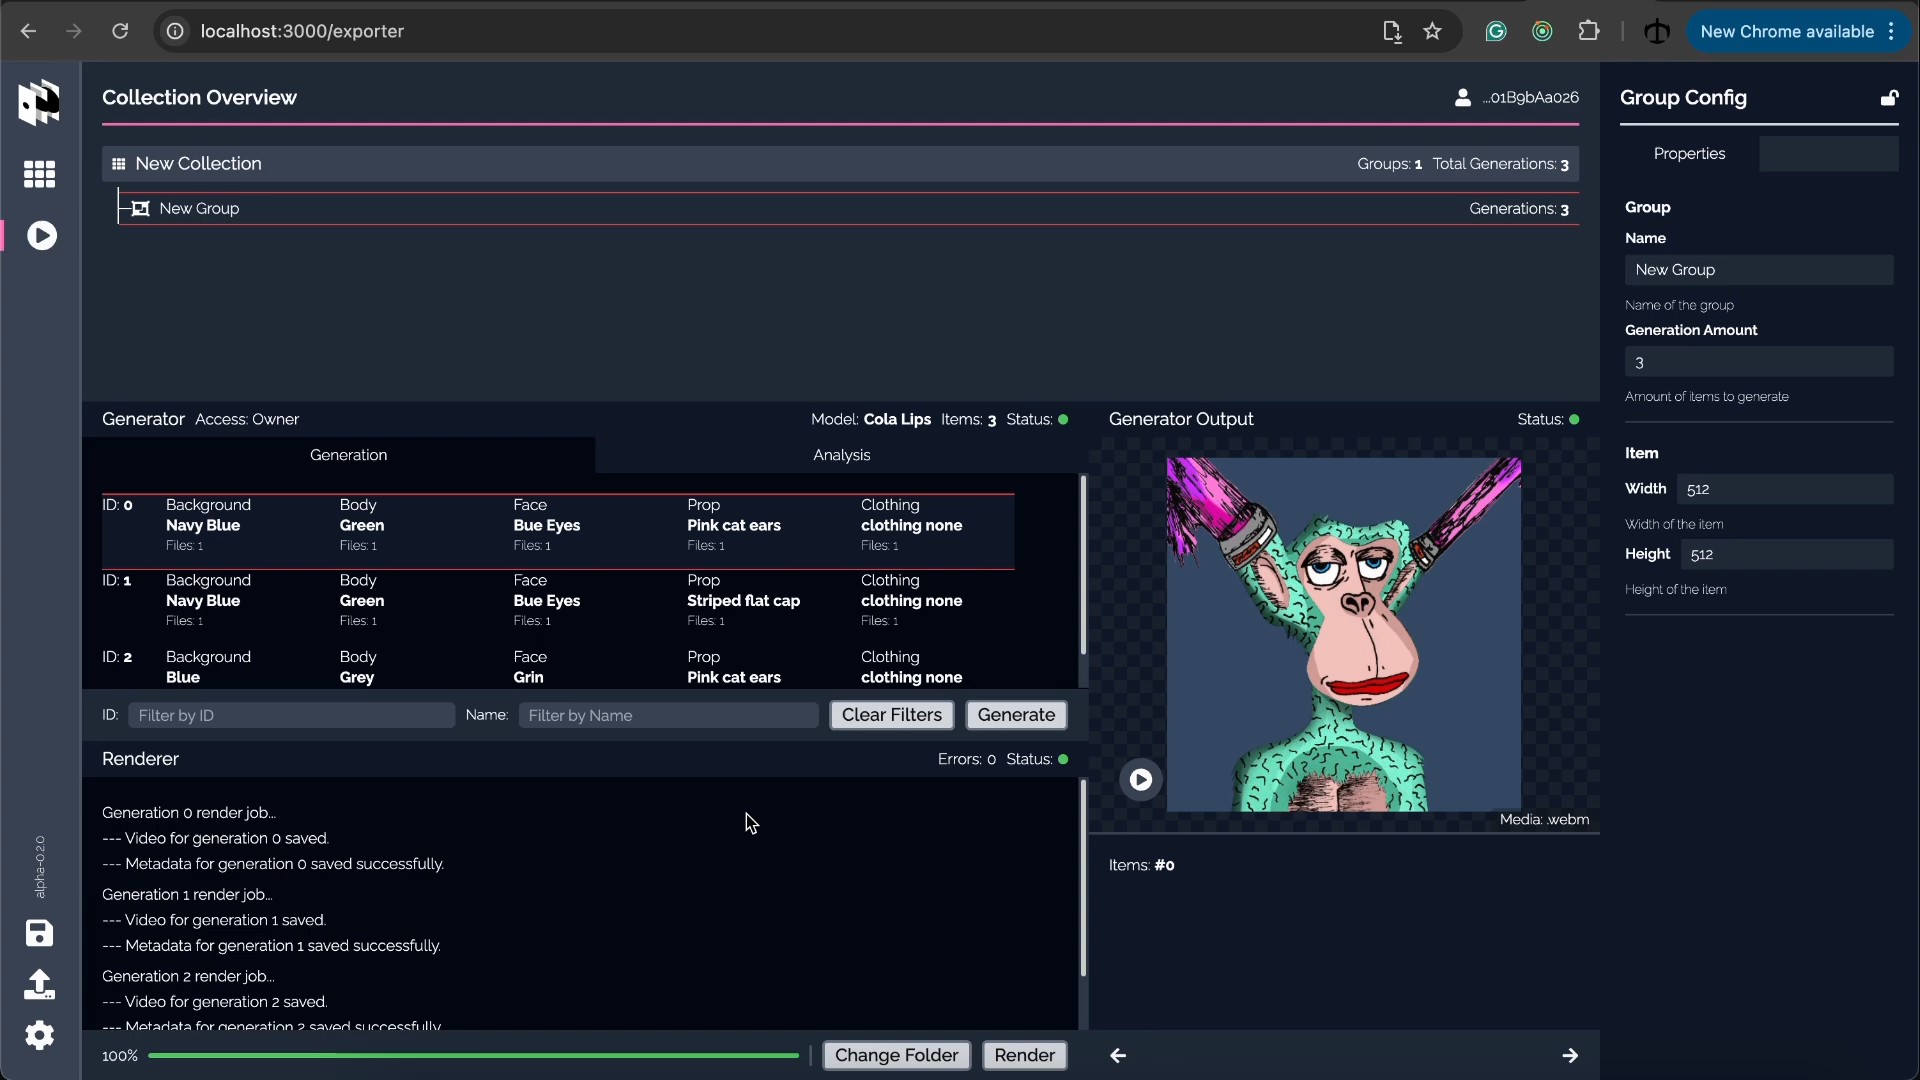 localhost:3000/exporter
New Chrome available
Collection Overview
...01B9bAa026
New Collection
Groups: 1 Total Generations: 3
New Group
Generations: 3
Generator Access: Owner
Model: Cola Lips Items: 3 Status:
Generation
Analysis
ID: 0 Background Body Face Prop Clothing
Navy Blue Green Bue Eyes Pink cat ears clothing none
Files: 1 Files: 1 Files: 1 Files: 1 Files: 1
ID: 1 Background Body Face Prop Clothing
Navy Blue Green Bue Eyes Striped flat cap clothing none
Files: 1 Files: 1 Files: 1 Files: 1 Files: 1
ID: 2 Background Body Face Prop Clothing
Blue Grey Grin Pink cat ears clothing none
ID: Filter by ID Name: Filter by Name Clear Filters Generate
Renderer
Errors: 0 Status:
Generation 0 render job...
--- Video for generation 0 saved.
--- Metadata for generation 0 saved successfully.
Generation 1 render job...
--- Video for generation 1 saved.
--- Metadata for generation 1 saved successfully.
Generation 2 render job...
--- Video for generation 2 saved.
--- Metadata for generation 2 saved successfully.
100% Change Folder Render
Generator Output
Status:
Media: .webm
Items: #0
Group Config
Properties
Group
Name
New Group
Name of the group
Generation Amount
3
Amount of items to generate
Item
Width 512
Width of the item
Height 512
Height of the item
alpha-0.2.0